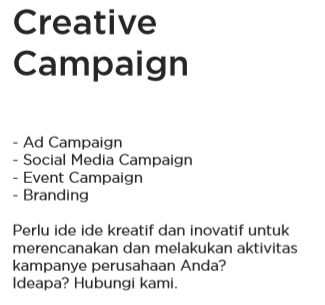 Creative
Campaign
- Ad Campaign
- Social Media Campaign
- Event Campaign
- Branding
Perlu ide ide kreatif dan inovatif untuk
merencanakan dan melakukan aktivitas
kampanye perusahaan Anda?
Ideapa? Hubungi kami.